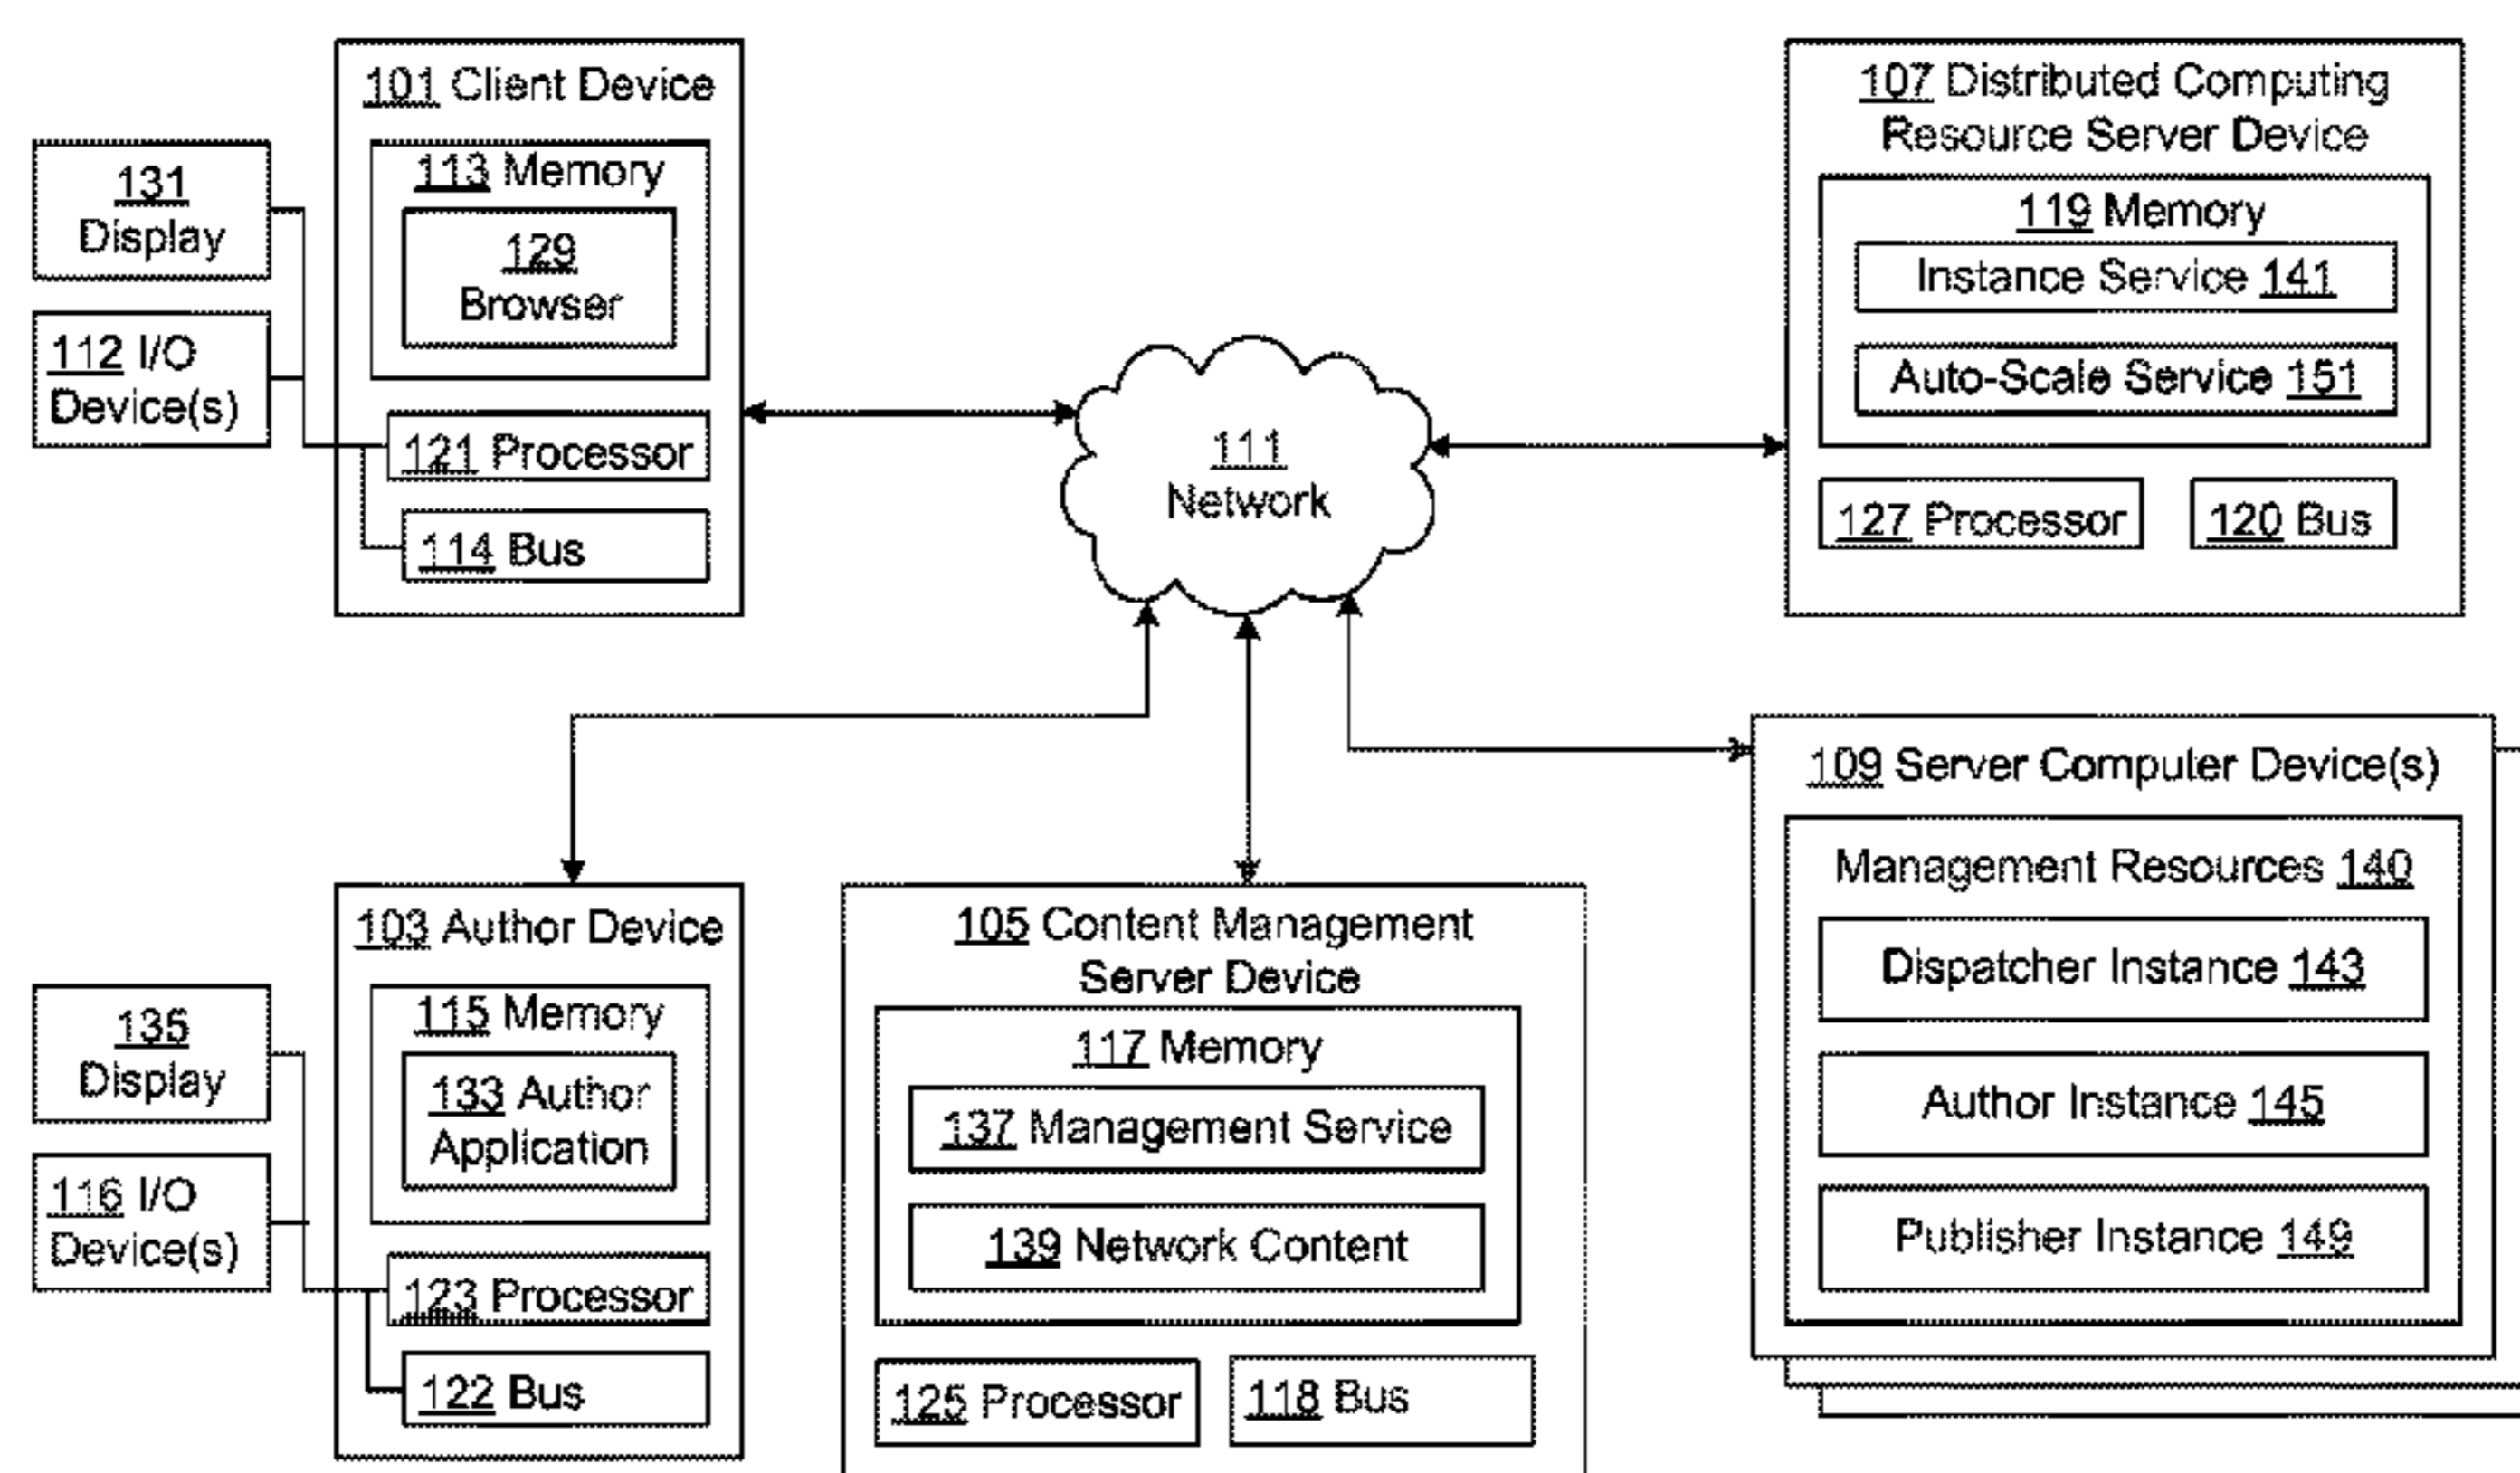 101 Client Device
113 Memory
129
Browser
121 Processor
114 Bus
131
Display
112 I/O
Device(s)
111
Network
107 Distributed Computing
Resource Server Device
119 Memory
Instance Service 141
Auto-Scale Service 151
127 Processor
120 Bus
103 Author Device
115 Memory
133 Author
Application
123 Processor
122 Bus
135
Display
116 I/O
Device(s)
105 Content Management
Server Device
117 Memory
137 Management Service
139 Network Content
125 Processor
118 Bus
109 Server Computer Device(s)
Management Resources 140
Dispatcher Instance 143
Author Instance 145
Publisher Instance 149